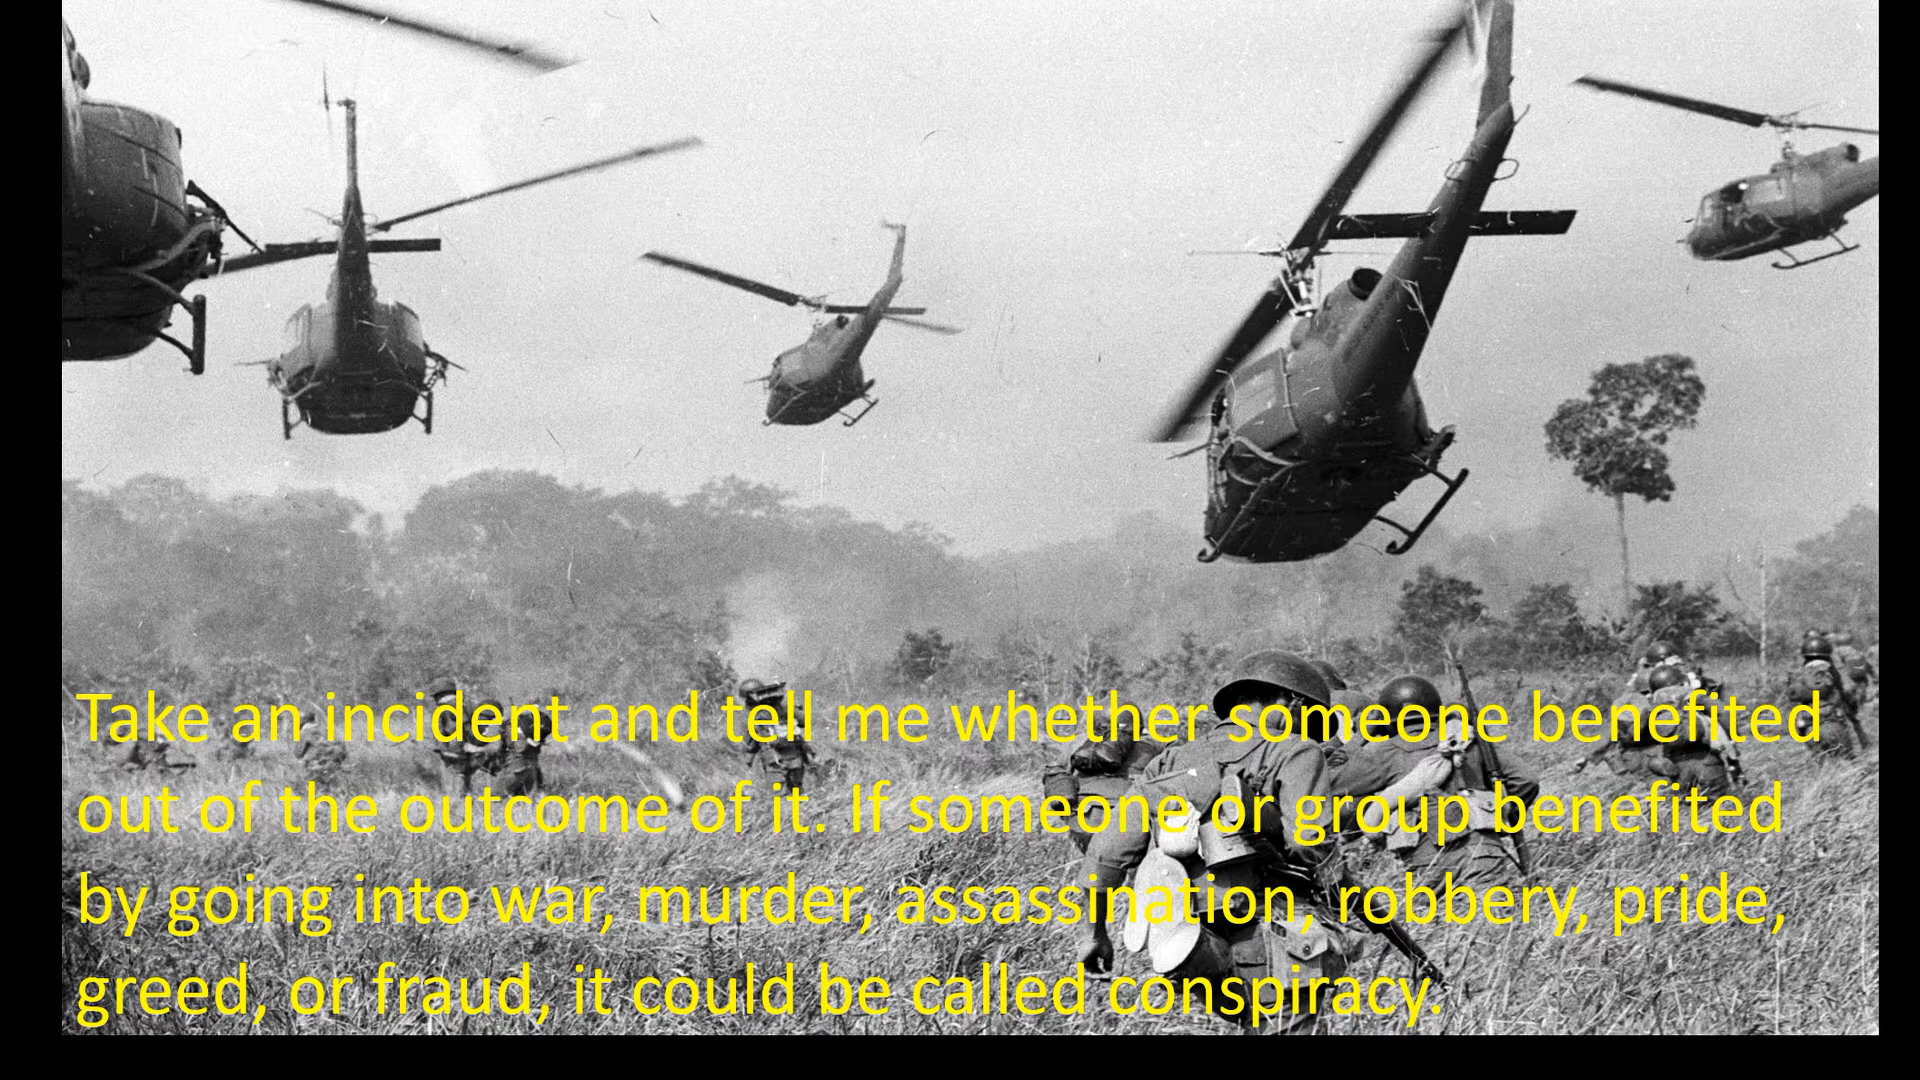 Take an incident and tell me whether someone benefited
out of the outcome of it. If someone or group benefited
by going into war, murder, assassination, robbery, pride,
greed, or fraud, it could be called conspiracy.